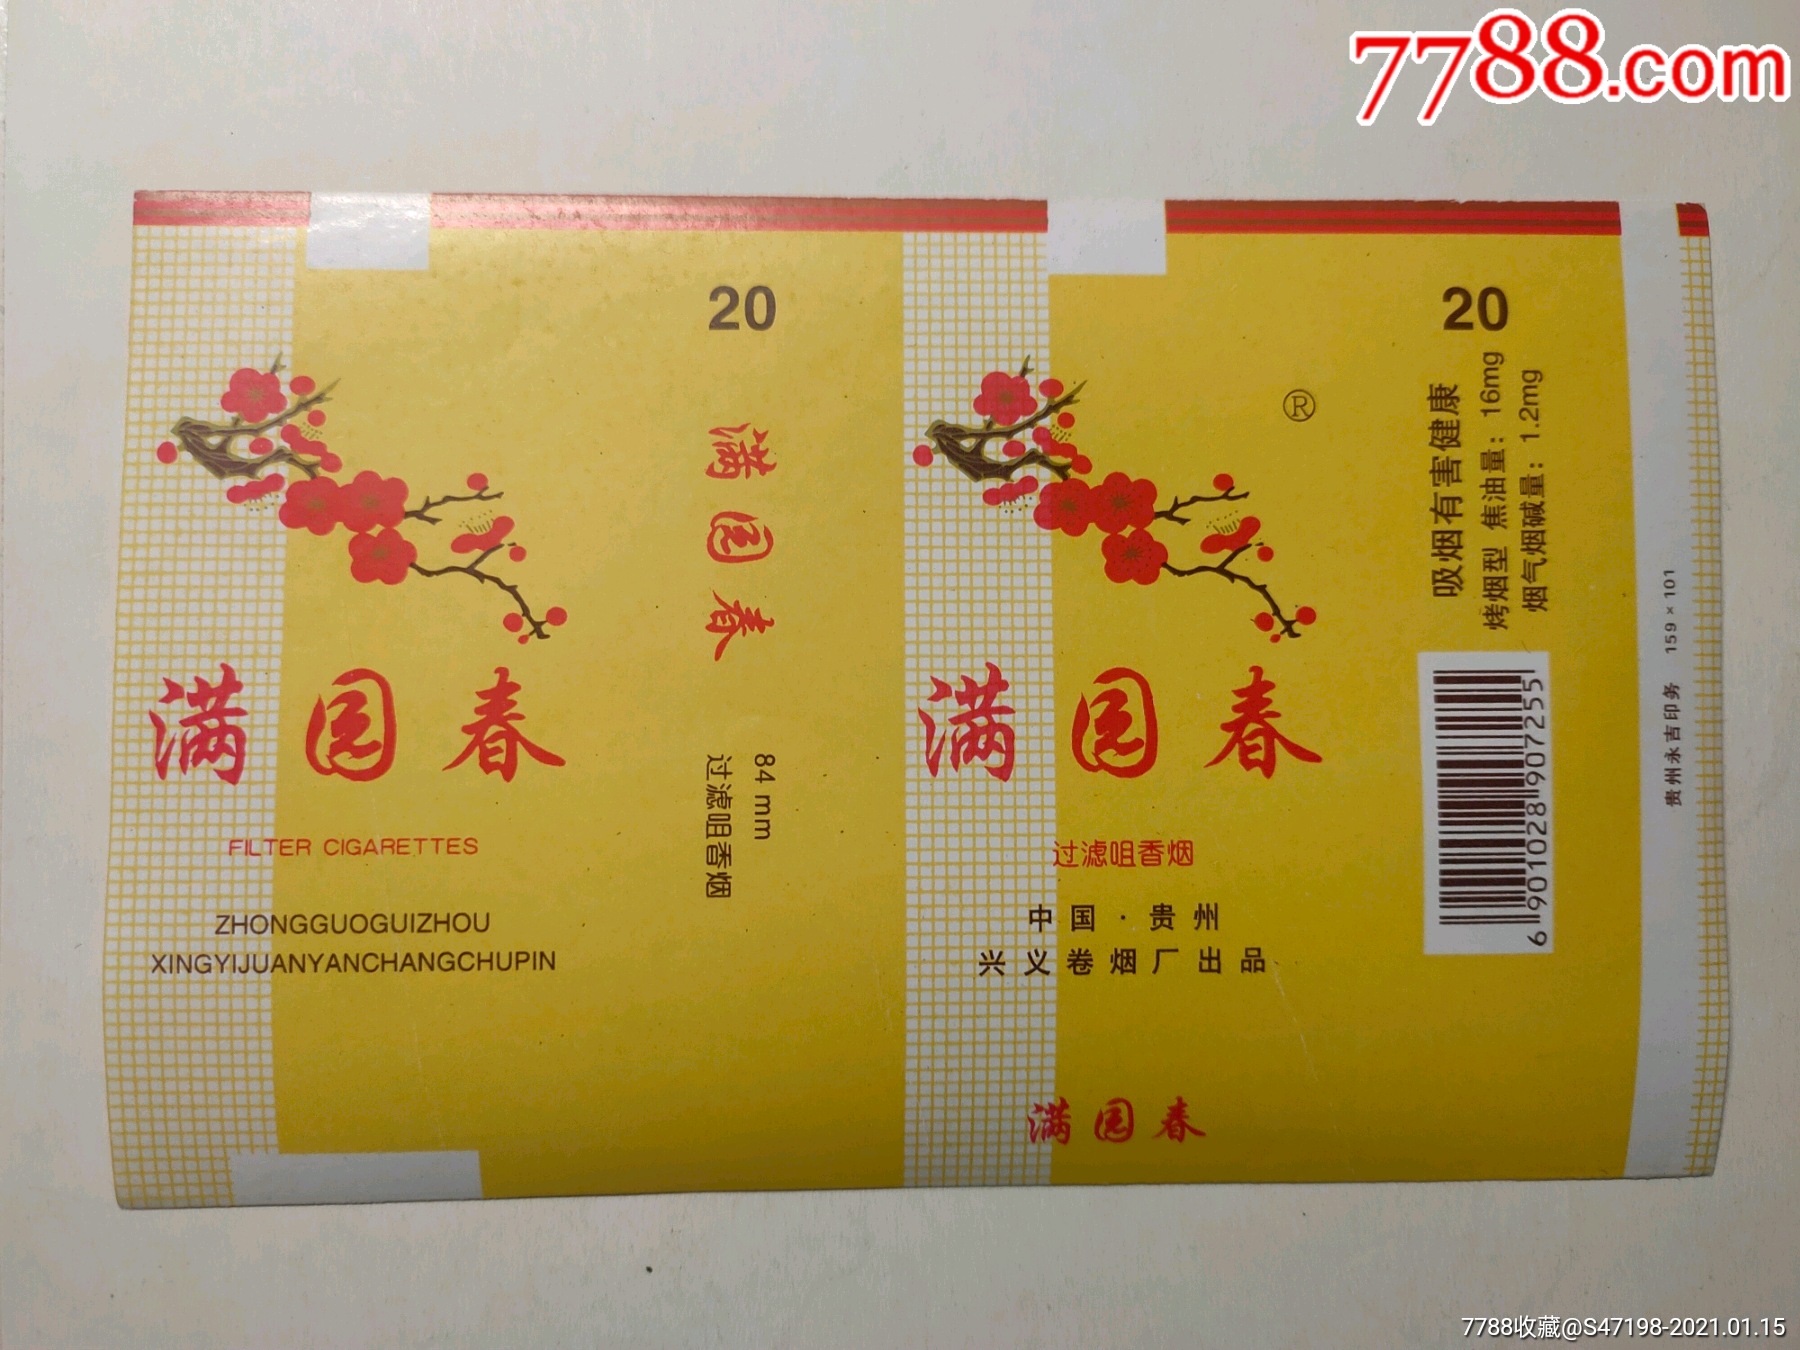 7788.com
20
满园春
84mm
过滤咀香烟
满园春
FILTER CIGARETTES
ZHONGGUOGUIZHOU
XINGYIJUANYANCHANGCHUPIN
®
满园春
过滤咀香烟
中国·贵州
兴义卷烟厂出品
满园春
20
吸烟有害健康
烤烟型 焦油量：16mg
烟气烟碱量：1.2mg
6901028907255
贵州永吉印务 159×101
7788收藏@S47198-2021.01.15